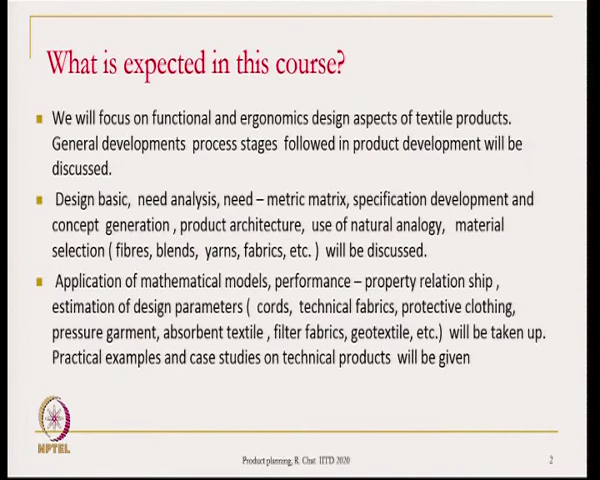 What is expected in this course?
We will focus on functional and ergonomics design aspects of textile products.
General developments process stages followed in product development will be
discussed.
Design basic, need analysis, need – metric matrix, specification development and
concept generation , product architecture, use of natural analogy, material
selection ( fibres, blends, yarns, fabrics, etc. ) will be discussed.
Application of mathematical models, performance – property relation ship ,
estimation of design parameters ( cords, technical fabrics, protective clothing,
pressure garment, absorbent textile , filter fabrics, geotextile, etc.) will be taken up.
Practical examples and case studies on technical products will be given
NPTEL
Product planning, R. Chat IITD 2020
2